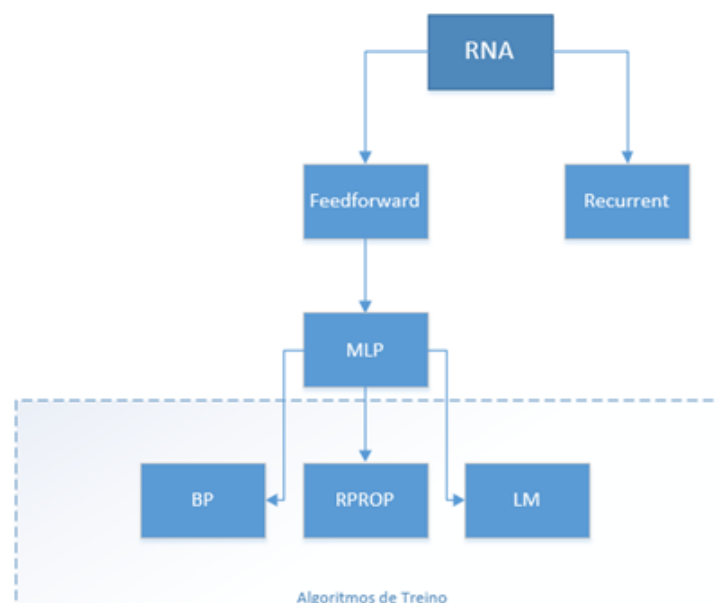 RNA
Feedforward
Recurrent
MLP
BP
RPROP
LM
Algoritmos de Treino